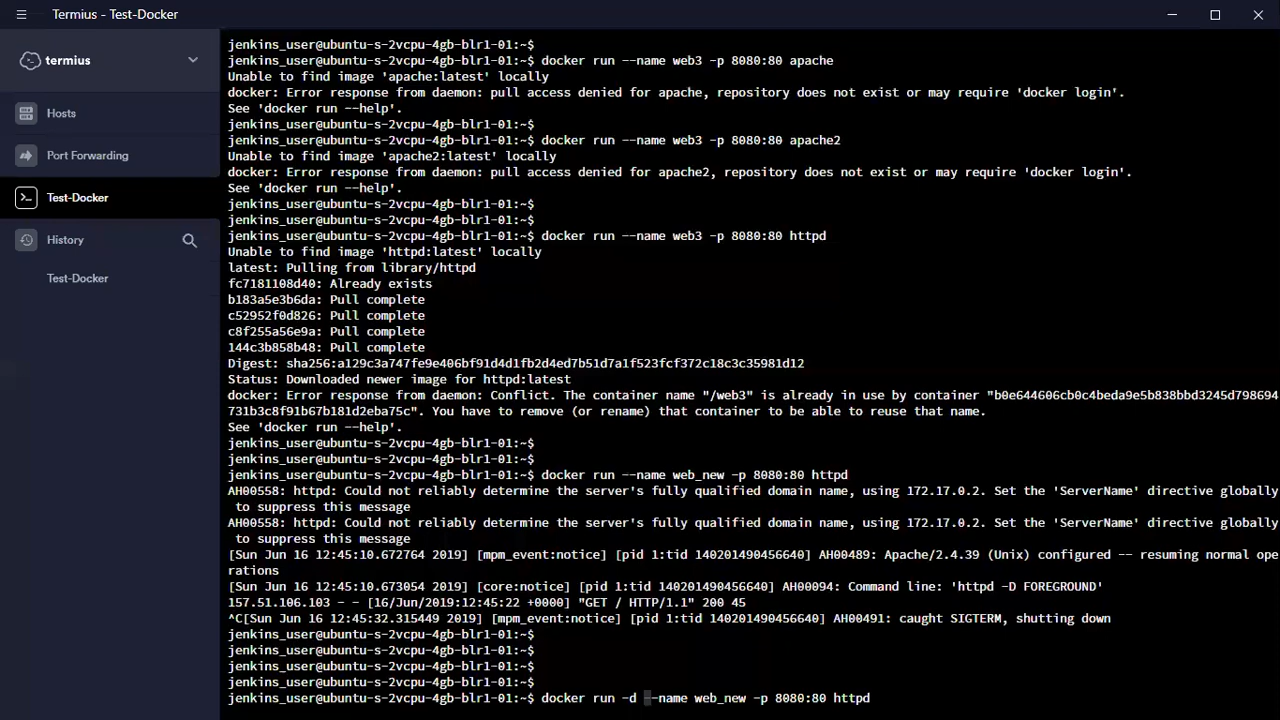 Termius - Test-Docker
termius
Hosts
Port Forwarding
Test-Docker
History
Test-Docker
jenkins_user@ubuntu-s-2vcpu-4gb-blr1-01:~$
jenkins_user@ubuntu-s-2vcpu-4gb-blr1-01:~$ docker run --name web3 -p 8080:80 apache
Unable to find image 'apache:latest' locally
docker: Error response from daemon: pull access denied for apache, repository does not exist or may require 'docker login'.
See 'docker run --help'.
jenkins_user@ubuntu-s-2vcpu-4gb-blr1-01:~$
jenkins_user@ubuntu-s-2vcpu-4gb-blr1-01:~$ docker run --name web3 -p 8080:80 apache2
Unable to find image 'apache2:latest' locally
docker: Error response from daemon: pull access denied for apache2, repository does not exist or may require 'docker login'.
See 'docker run --help'.
jenkins_user@ubuntu-s-2vcpu-4gb-blr1-01:~$
jenkins_user@ubuntu-s-2vcpu-4gb-blr1-01:~$
jenkins_user@ubuntu-s-2vcpu-4gb-blr1-01:~$ docker run --name web3 -p 8080:80 httpd
Unable to find image 'httpd:latest' locally
latest: Pulling from library/httpd
fc7181108d40: Already exists
b183a5e3b6da: Pull complete
c52952f0d826: Pull complete
c8f255a56e9a: Pull complete
144c3b858b48: Pull complete
Digest: sha256:a129c3a747fe9e406bf91d4d1fb2d4ed7b51d7a1f523fcf372c18c3c35981d12
Status: Downloaded newer image for httpd:latest
docker: Error response from daemon: Conflict. The container name "/web3" is already in use by container "b0e644606cb0c4beda9e5b838bbd3245d798694
731b3c8f91b67b181d2eba75c". You have to remove (or rename) that container to be able to reuse that name.
See 'docker run --help'.
jenkins_user@ubuntu-s-2vcpu-4gb-blr1-01:~$
jenkins_user@ubuntu-s-2vcpu-4gb-blr1-01:~$
jenkins_user@ubuntu-s-2vcpu-4gb-blr1-01:~$ docker run --name web_new -p 8080:80 httpd
AH00558: httpd: Could not reliably determine the server's fully qualified domain name, using 172.17.0.2. Set the 'ServerName' directive globally
to suppress this message
AH00558: httpd: Could not reliably determine the server's fully qualified domain name, using 172.17.0.2. Set the 'ServerName' directive globally
to suppress this message
[Sun Jun 16 12:45:10.672764 2019] [mpm_event:notice] [pid 1:tid 140201490456640] AH00489: Apache/2.4.39 (Unix) configured -- resuming normal ope
rations
[Sun Jun 16 12:45:10.673054 2019] [core:notice] [pid 1:tid 140201490456640] AH00094: Command line: 'httpd -D FOREGROUND'
157.51.106.103 - - [16/Jun/2019:12:45:22 +0000] "GET / HTTP/1.1" 200 45
^C[Sun Jun 16 12:45:32.315449 2019] [mpm_event:notice] [pid 1:tid 140201490456640] AH00491: caught SIGTERM, shutting down
jenkins_user@ubuntu-s-2vcpu-4gb-blr1-01:~$
jenkins_user@ubuntu-s-2vcpu-4gb-blr1-01:~$
jenkins_user@ubuntu-s-2vcpu-4gb-blr1-01:~$
jenkins_user@ubuntu-s-2vcpu-4gb-blr1-01:~$
jenkins_user@ubuntu-s-2vcpu-4gb-blr1-01:~$ docker run -d --name web_new -p 8080:80 httpd